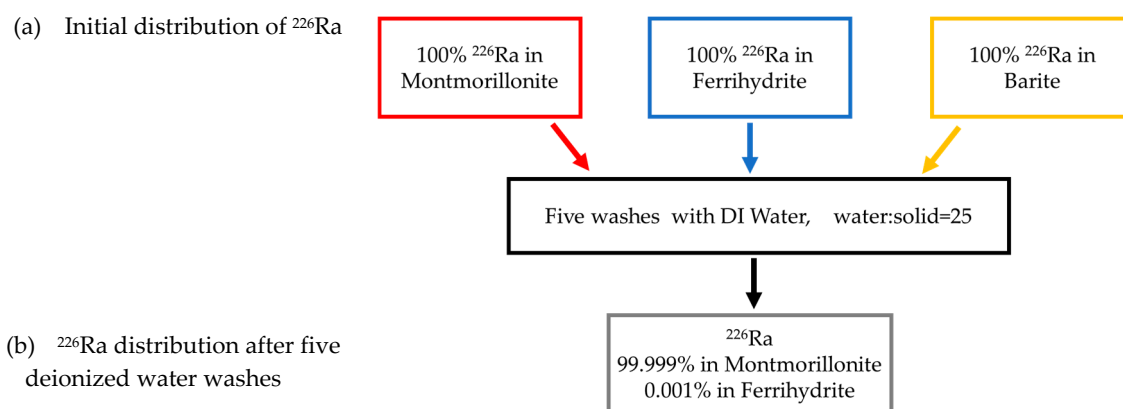 (a) Initial distribution of ²²⁶Ra
100% ²²⁶Ra in
Montmorillonite
100% ²²⁶Ra in
Ferrihydrite
100% ²²⁶Ra in
Barite
Five washes with DI Water, water:solid=25
(b) ²²⁶Ra distribution after five
deionized water washes
²²⁶Ra
99.999% in Montmorillonite
0.001% in Ferrihydrite